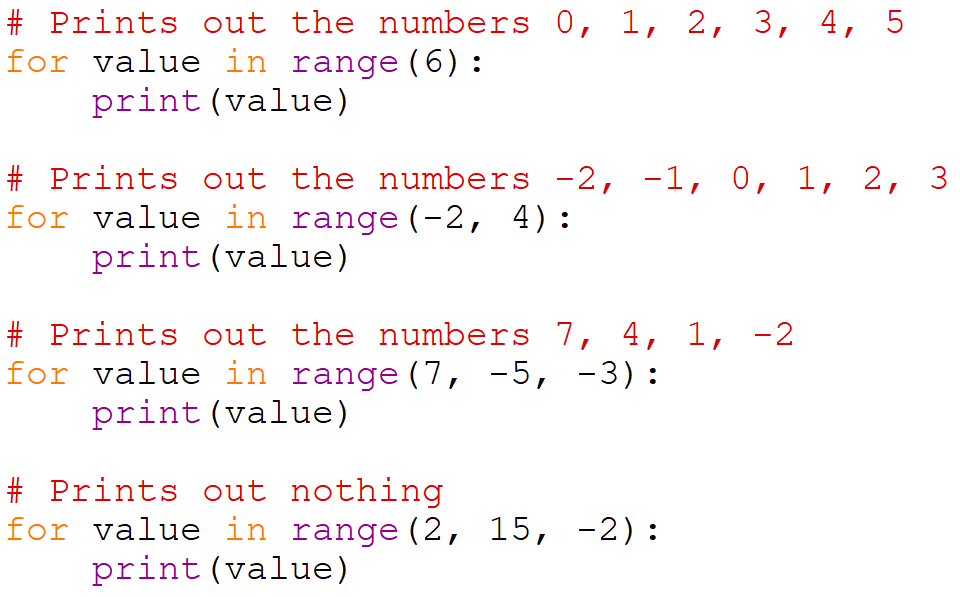 # Prints out the numbers 0, 1, 2, 3, 4, 5
for value in range(6):
    print(value)

# Prints out the numbers -2, -1, 0, 1, 2, 3
for value in range(-2, 4):
    print(value)

# Prints out the numbers 7, 4, 1, -2
for value in range(7, -5, -3):
    print(value)

# Prints out nothing
for value in range(2, 15, -2):
    print(value)